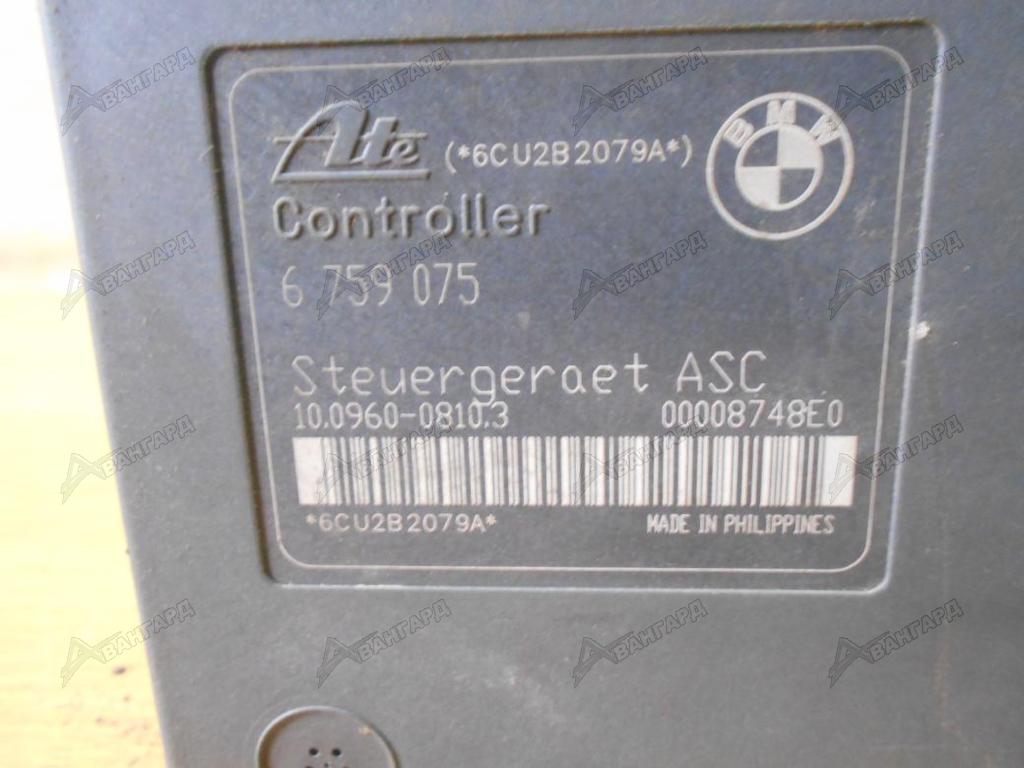 Ate (*6CU2B2079A*)
BMW
Controller
6 759 075
Steuergeraet ASC
10.0960-0810.3 00008748E0
*6CU2B2079A*
MADE IN PHILIPPINES
АВАНГАРД